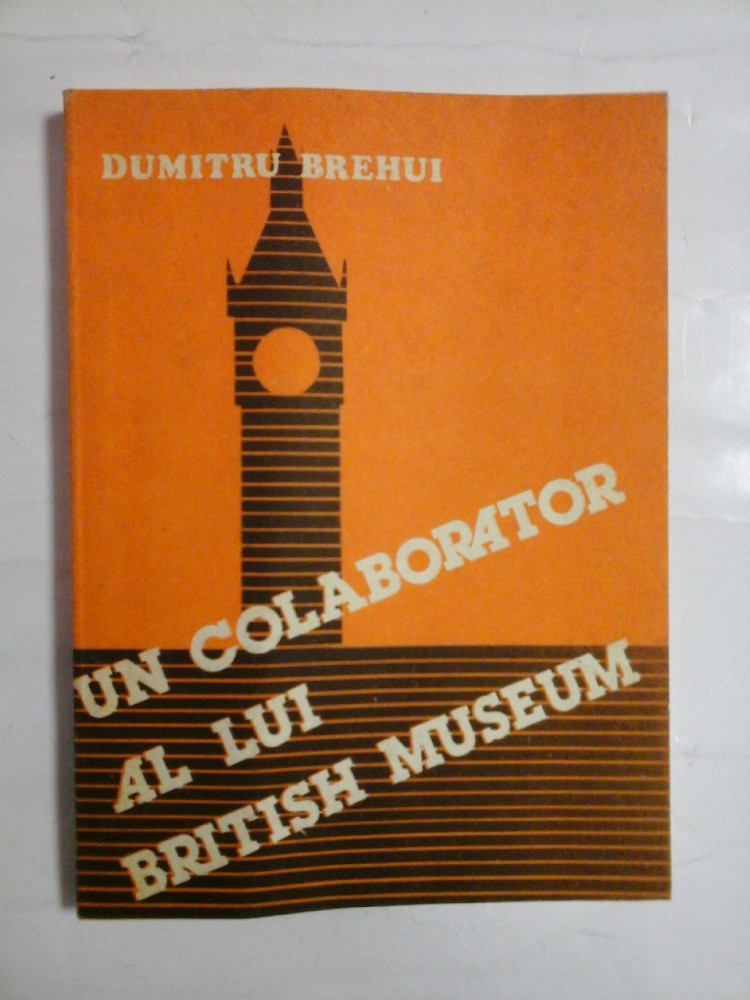 DUMITRU BREHUI
UN COLABORATOR
AL LUI
BRITISH MUSEUM